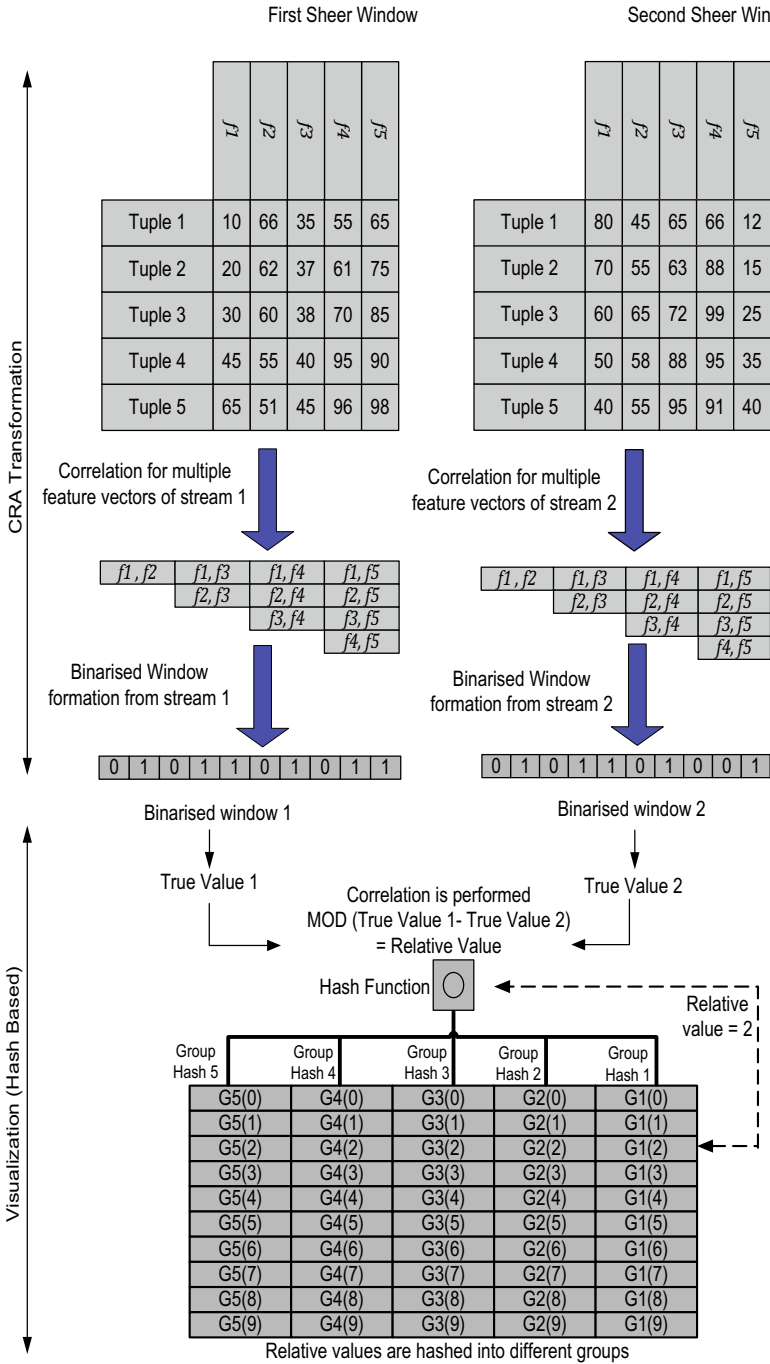 First Sheer Window
Second Sheer Win
f1 f2 f3 f4 f5
f1 f2 f3 f4 f5
Tuple 1 10 66 35 55 65
Tuple 2 20 62 37 61 75
Tuple 3 30 60 38 70 85
Tuple 4 45 55 40 95 90
Tuple 5 65 51 45 96 98
Tuple 1 80 45 65 66 12
Tuple 2 70 55 63 88 15
Tuple 3 60 65 72 99 25
Tuple 4 50 58 88 95 35
Tuple 5 40 55 95 91 40
CRA Transformation
Correlation for multiple
feature vectors of stream 1
Correlation for multiple
feature vectors of stream 2
f1, f2 f1, f3 f1, f4 f1, f5
f2, f3 f2, f4 f2, f5
f3, f4 f3, f5
f4, f5
f1, f2 f1, f3 f1, f4 f1, f5
f2, f3 f2, f4 f2, f5
f3, f4 f3, f5
f4, f5
Binarised Window
formation from stream 1
Binarised Window
formation from stream 2
0 1 0 1 1 0 1 0 1 1
0 1 0 1 1 0 1 0 0 1
Binarised window 1
Binarised window 2
True Value 1
True Value 2
Correlation is performed
MOD (True Value 1- True Value 2)
= Relative Value
Visualization (Hash Based)
Hash Function
Relative
value = 2
Group
Hash 5
Group
Hash 4
Group
Hash 3
Group
Hash 2
Group
Hash 1
G5(0) G4(0) G3(0) G2(0) G1(0)
G5(1) G4(1) G3(1) G2(1) G1(1)
G5(2) G4(2) G3(2) G2(2) G1(2)
G5(3) G4(3) G3(3) G2(3) G1(3)
G5(4) G4(4) G3(4) G2(4) G1(4)
G5(5) G4(5) G3(5) G2(5) G1(5)
G5(6) G4(6) G3(6) G2(6) G1(6)
G5(7) G4(7) G3(7) G2(7) G1(7)
G5(8) G4(8) G3(8) G2(8) G1(8)
G5(9) G4(9) G3(9) G2(9) G1(9)
Relative values are hashed into different groups